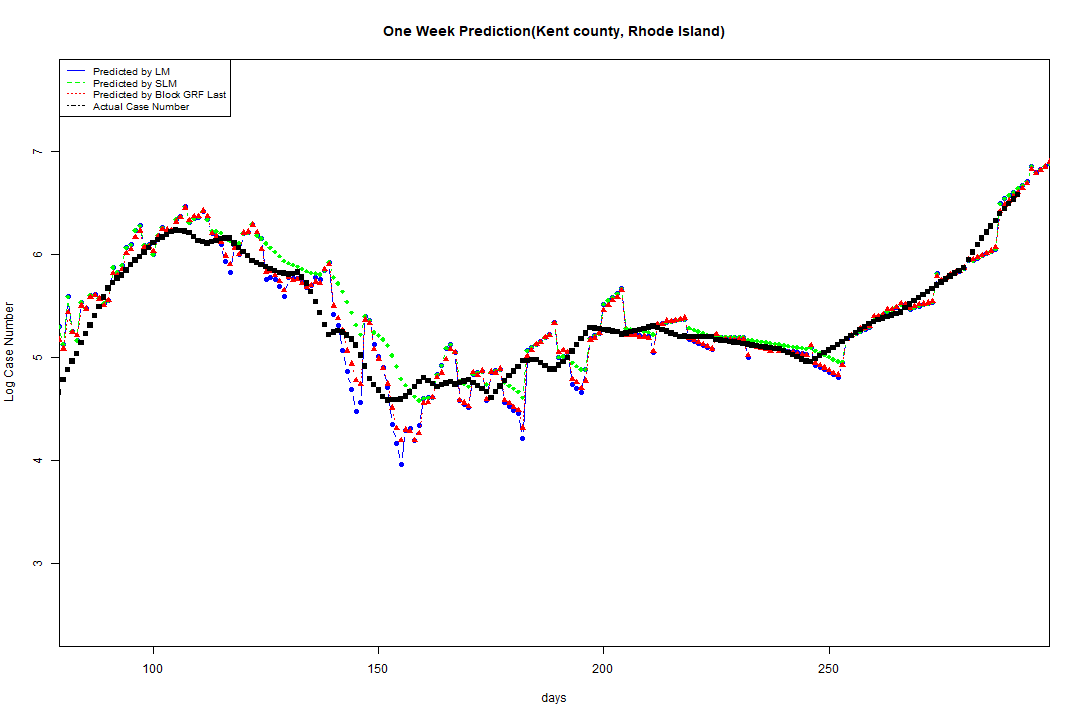 One Week Prediction(Kent county, Rhode Island)
Predicted by LM
Predicted by SLM
Predicted by Block GRF Last
Actual Case Number
7
6
5
4
3
Log Case Number
100 150 200 250
days